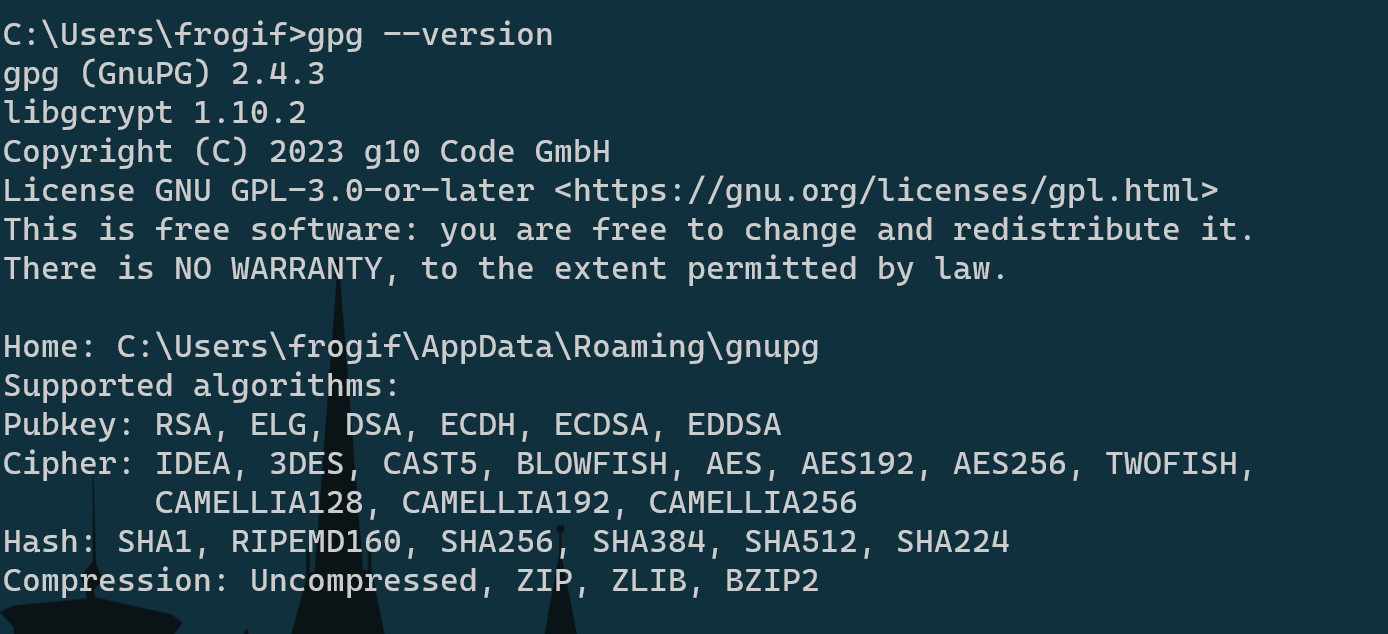 C:\Users\frogif>gpg --version
gpg (GnuPG) 2.4.3
libgcrypt 1.10.2
Copyright (C) 2023 g10 Code GmbH
License GNU GPL-3.0-or-later <https://gnu.org/licenses/gpl.html>
This is free software: you are free to change and redistribute it.
There is NO WARRANTY, to the extent permitted by law.

Home: C:\Users\frogif\AppData\Roaming\gnupg
Supported algorithms:
Pubkey: RSA, ELG, DSA, ECDH, ECDSA, EDDSA
Cipher: IDEA, 3DES, CAST5, BLOWFISH, AES, AES192, AES256, TWOFISH,
        CAMELLIA128, CAMELLIA192, CAMELLIA256
Hash: SHA1, RIPEMD160, SHA256, SHA384, SHA512, SHA224
Compression: Uncompressed, ZIP, ZLIB, BZIP2